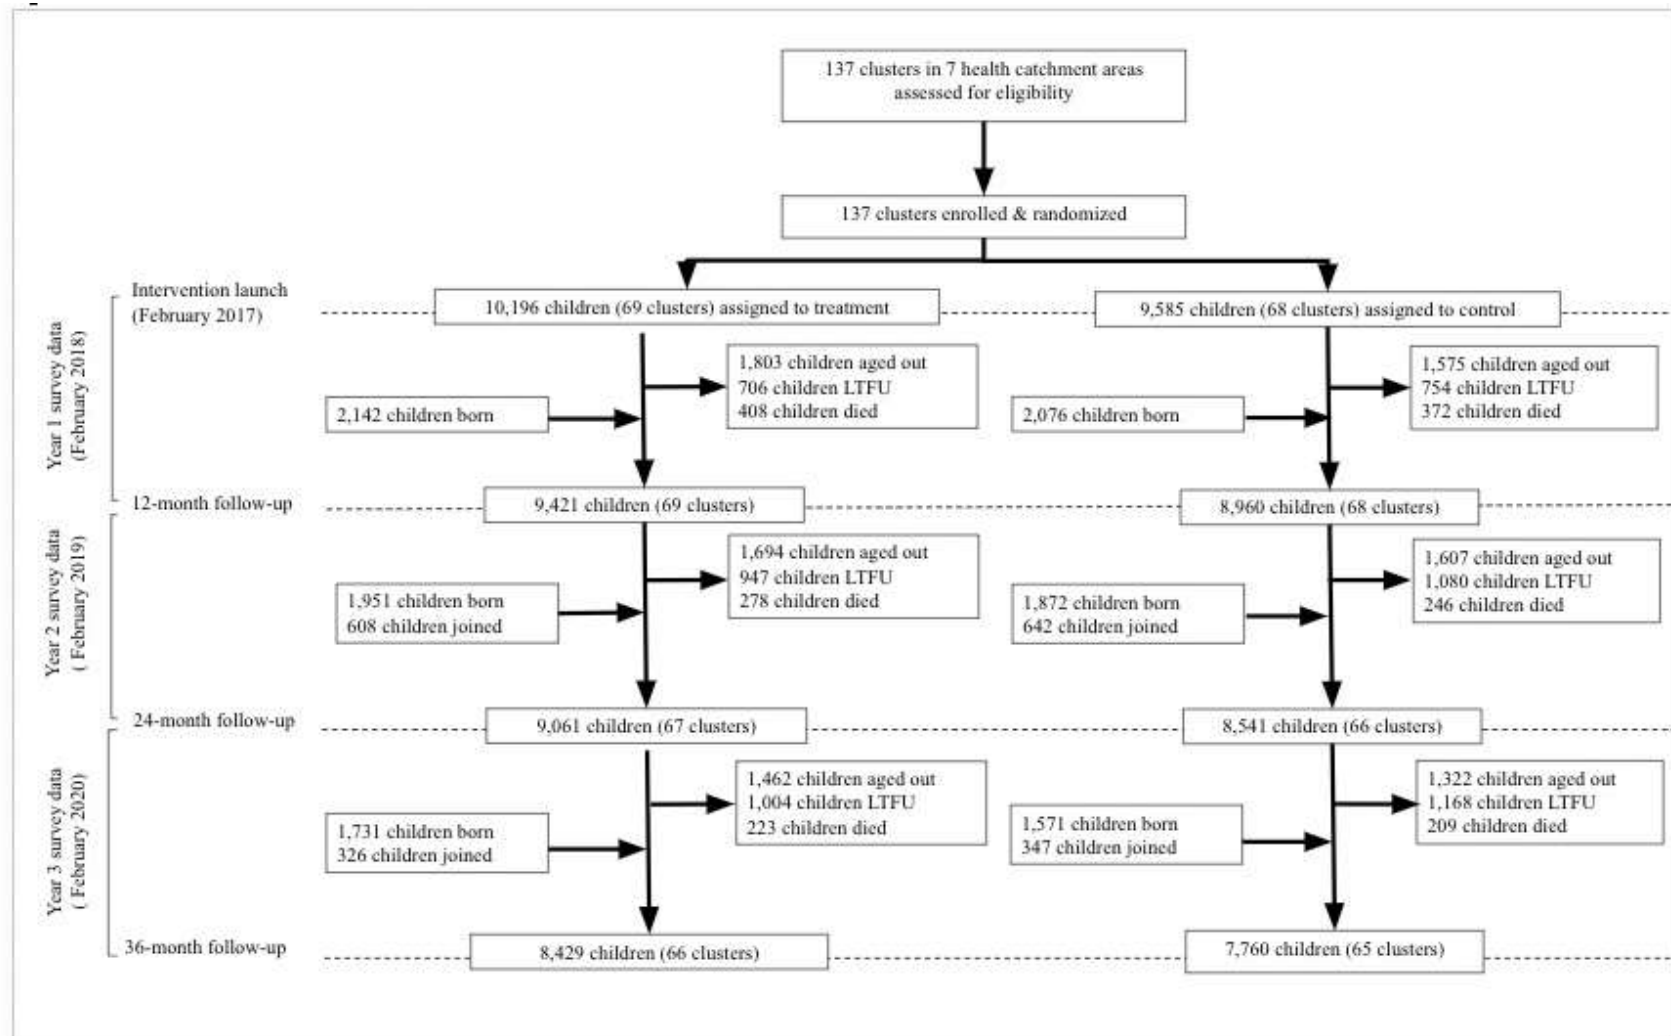 137 clusters in 7 health catchment areas
assessed for eligibility
137 clusters enrolled & randomized
Intervention launch
(February 2017)
10,196 children (69 clusters) assigned to treatment
9,585 children (68 clusters) assigned to control
Year 1 survey data
(February 2018)
1,803 children aged out
706 children LTFU
408 children died
2,142 children born
1,575 children aged out
754 children LTFU
372 children died
2,076 children born
12-month follow-up
9,421 children (69 clusters)
8,960 children (68 clusters)
Year 2 survey data
( February 2019)
1,694 children aged out
947 children LTFU
278 children died
1,951 children born
608 children joined
1,607 children aged out
1,080 children LTFU
246 children died
1,872 children born
642 children joined
24-month follow-up
9,061 children (67 clusters)
8,541 children (66 clusters)
Year 3 survey data
( February 2020)
1,462 children aged out
1,004 children LTFU
223 children died
1,731 children born
326 children joined
1,322 children aged out
1,168 children LTFU
209 children died
1,571 children born
347 children joined
36-month follow-up
8,429 children (66 clusters)
7,760 children (65 clusters)